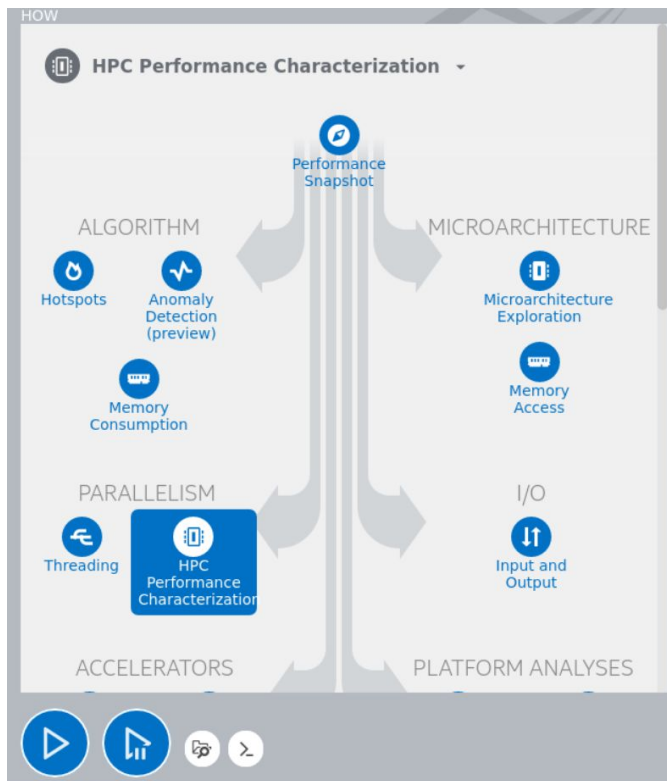 HOW
HPC Performance Characterization
Performance
Snapshot
ALGORITHM
MICROARCHITECTURE
Hotspots
Anomaly
Detection
(preview)
Microarchitecture
Exploration
Memory
Consumption
Memory
Access
PARALLELISM
I/O
Threading
HPC
Performance
Characterization
Input and
Output
ACCELERATORS
PLATFORM ANALYSES